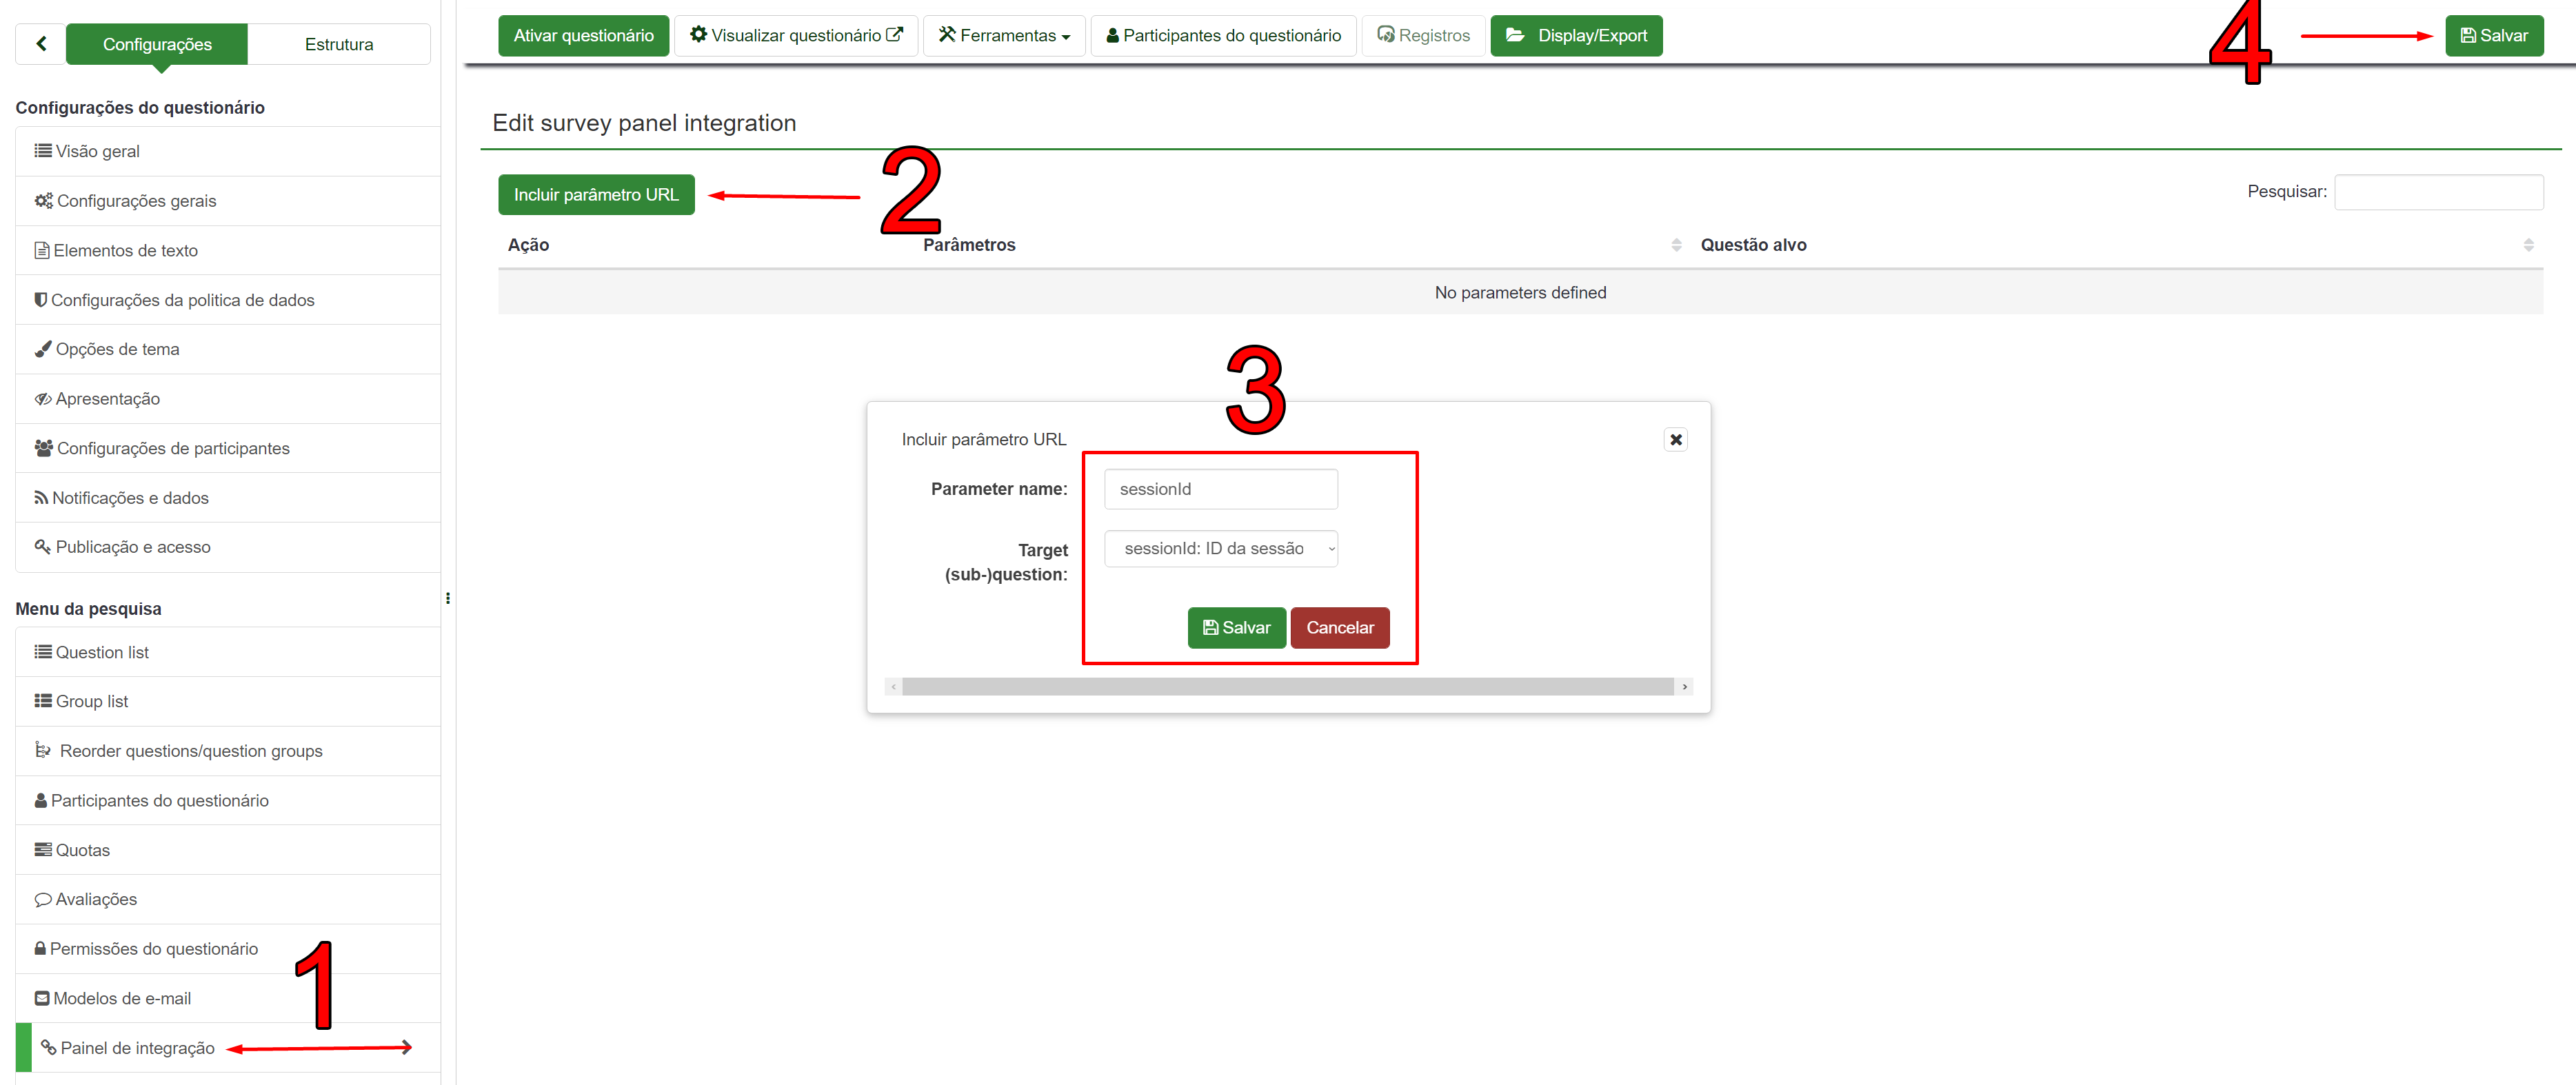 Configurações
Estrutura
Ativar questionário
Visualizar questionário
Ferramentas
Participantes do questionário
Registros
Display/Export
4
Salvar
Configurações do questionário
Visão geral
Configurações gerais
Elementos de texto
Configurações da politica de dados
Opções de tema
Apresentação
Configurações de participantes
Notificações e dados
Publicação e acesso
Menu da pesquisa
Question list
Group list
Reorder questions/question groups
Participantes do questionário
Quotas
Avaliações
Permissões do questionário
Modelos de e-mail
1
Painel de integração
Edit survey panel integration
Incluir parâmetro URL
2
Pesquisar:
Ação
Parâmetros
Questão alvo
No parameters defined
3
Incluir parâmetro URL
Parameter name:
sessionId
Target
(sub-)question:
sessionId: ID da sessão
Salvar
Cancelar